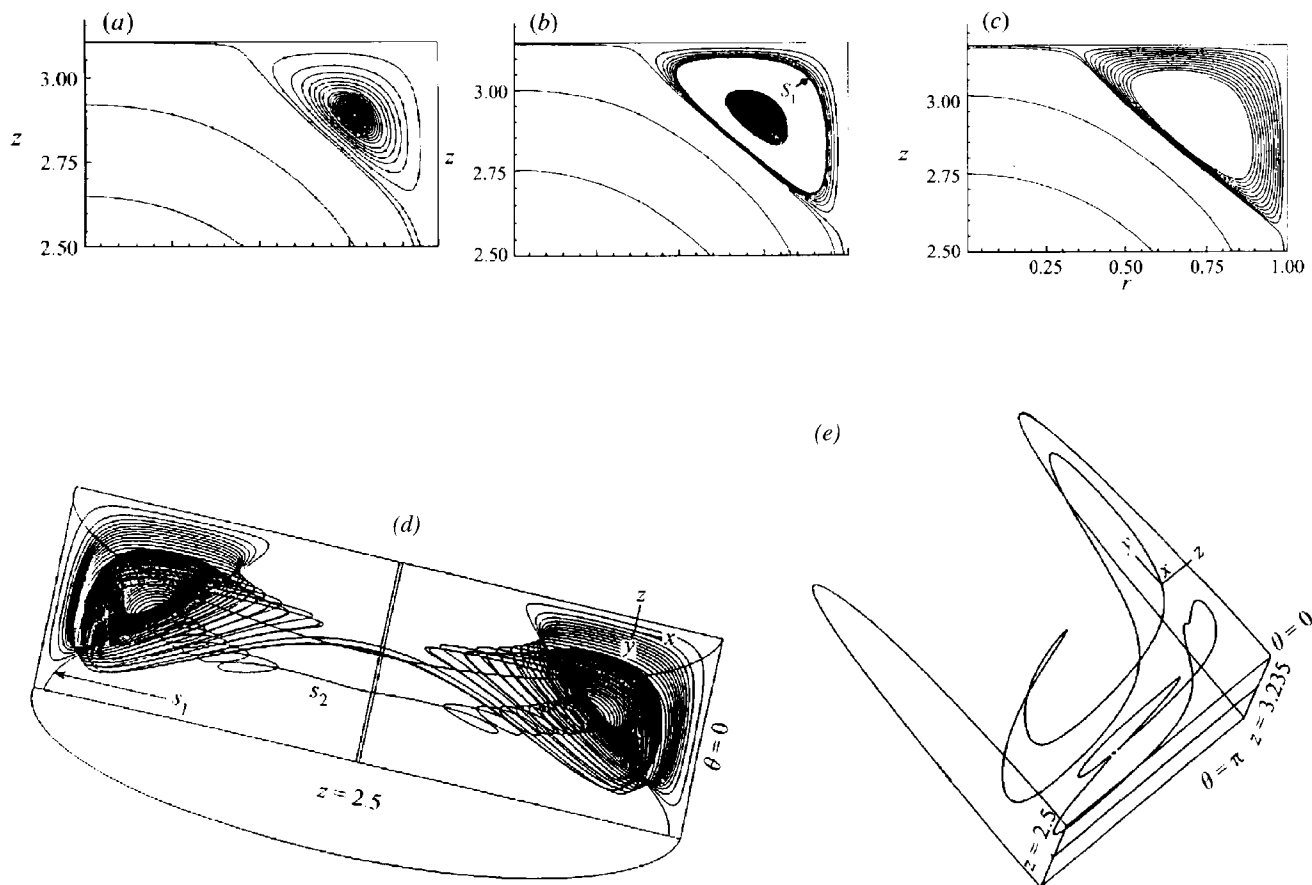 (a)
(b)
(c)
3.00
2.75
2.50
z
3.00
2.75
2.50
z
S1
3.00
2.75
2.50
z
0.25
0.50
0.75
1.00
r
(d)
z
y
x
s1
s2
θ = 0
z = 2.5
(e)
y
x
z
θ = 0
z = 3.235
θ = π
z = 2.5